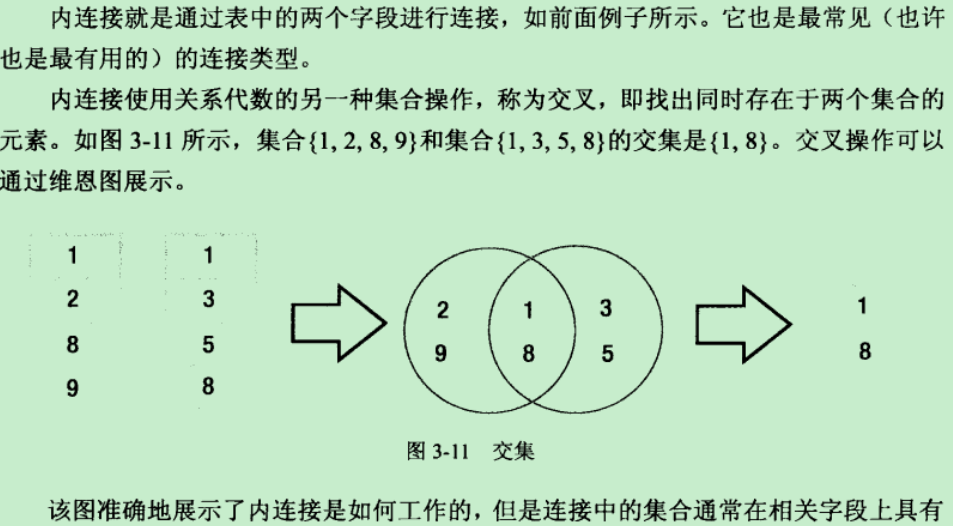 内连接就是通过表中的两个字段进行连接，如前面例子所示。它也是最常见（也许
也是最有用的）的连接类型。
内连接使用关系代数的另一种集合操作，称为交叉，即找出同时存在于两个集合的
元素。如图 3-11 所示，集合{1, 2, 8, 9}和集合{1, 3, 5, 8}的交集是{1, 8}。交叉操作可以
通过维恩图展示。
1 1
2 3
8 5
9 8
2 1 3
9 8 5
1
8
图 3-11 交集
该图准确地展示了内连接是如何工作的，但是连接中的集合通常在相关字段上具有